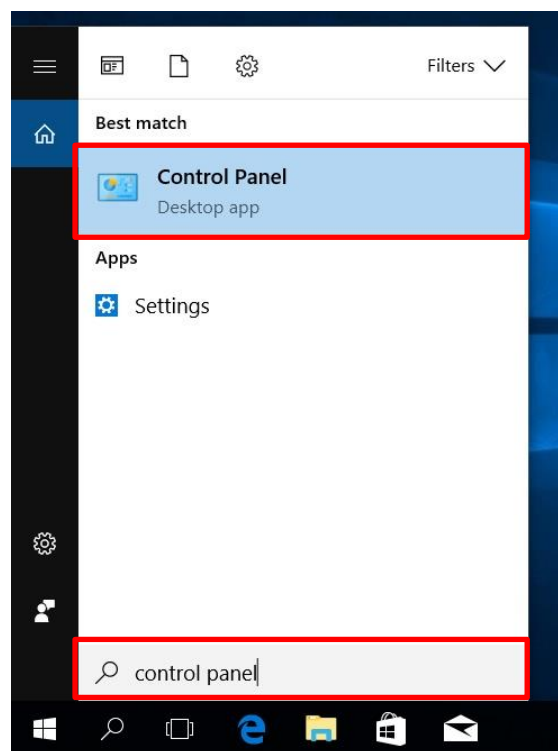 Filters
Best match
Control Panel
Desktop app
Apps
Settings
control panel